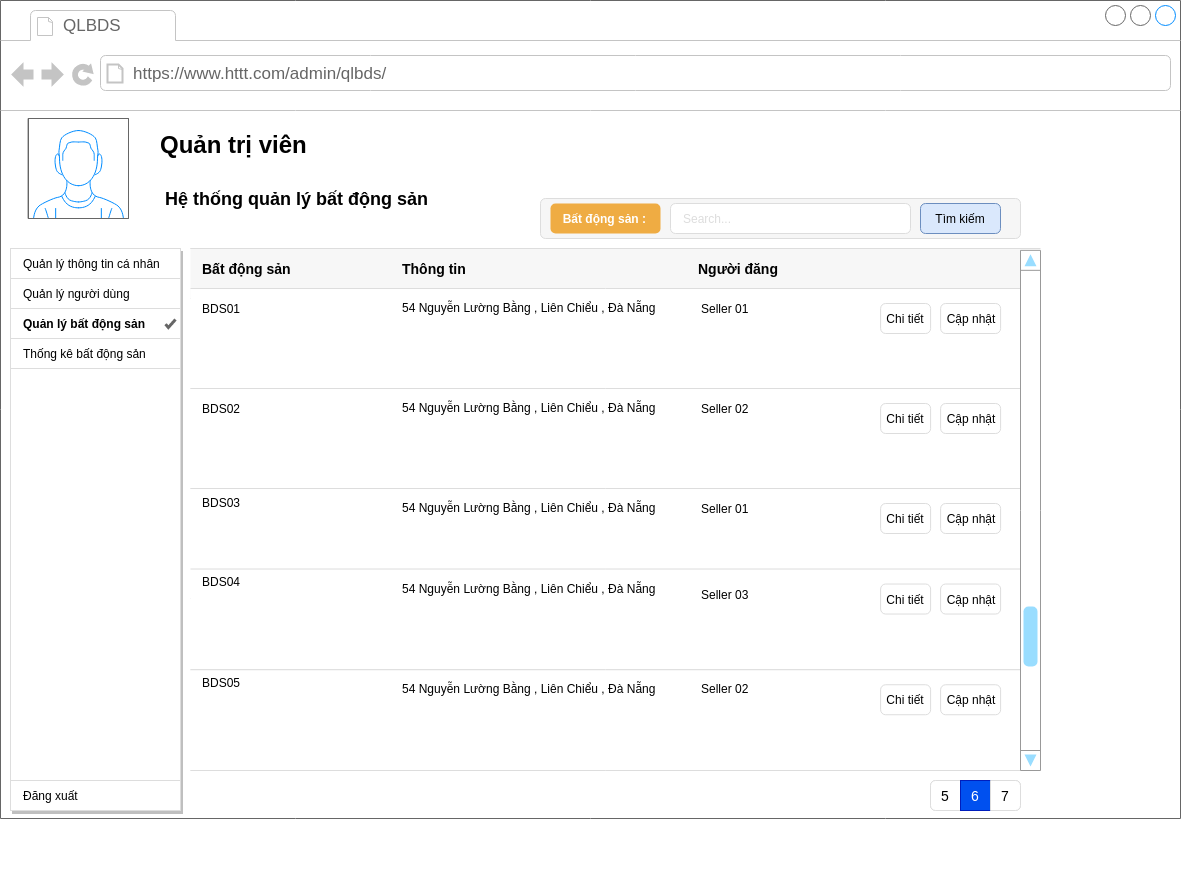 QLBDS
https://www.httt.com/admin/qlbds/
Quản trị viên
Hệ thống quản lý bất động sản
Bất động sản :
Search...
Tìm kiếm
Quản lý thông tin cá nhân
Quản lý người dùng
Quản lý bất động sản
Thống kê bất động sản
Đăng xuất
Bất động sản Thông tin Người đăng
BDS01 54 Nguyễn Lường Bằng , Liên Chiểu , Đà Nẵng Seller 01 Chi tiết Cập nhật
BDS02 54 Nguyễn Lường Bằng , Liên Chiểu , Đà Nẵng Seller 02 Chi tiết Cập nhật
BDS03 54 Nguyễn Lường Bằng , Liên Chiểu , Đà Nẵng Seller 01 Chi tiết Cập nhật
BDS04 54 Nguyễn Lường Bằng , Liên Chiểu , Đà Nẵng Seller 03 Chi tiết Cập nhật
BDS05 54 Nguyễn Lường Bằng , Liên Chiểu , Đà Nẵng Seller 02 Chi tiết Cập nhật
5 6 7